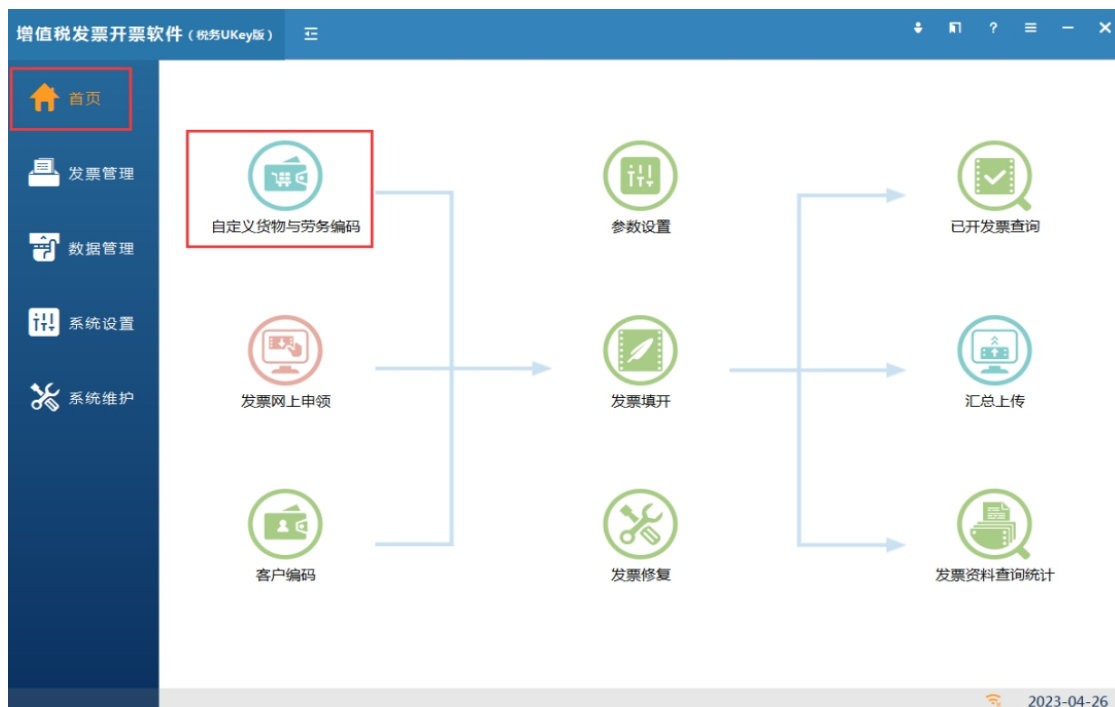 增值税发票开票软件(税务UKey版)
首页
发票管理
数据管理
系统设置
系统维护
自定义货物与劳务编码
参数设置
已开发票查询
发票网上申领
发票填开
汇总上传
客户编码
发票修复
发票资料查询统计
2023-04-26